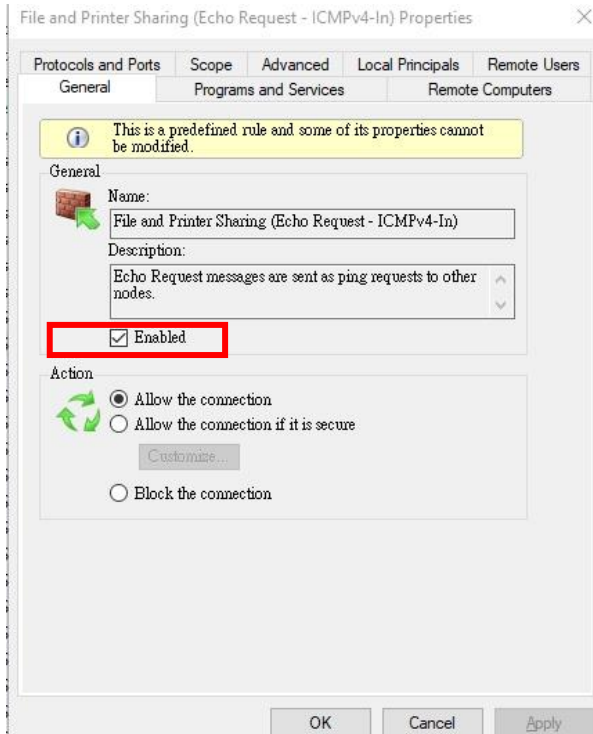 File and Printer Sharing (Echo Request - ICMPv4-In) Properties
Protocols and Ports Scope Advanced Local Principals Remote Users
General Programs and Services Remote Computers
This is a predefined rule and some of its properties cannot
be modified.
General
Name:
File and Printer Sharing (Echo Request - ICMPv4-In)
Description:
Echo Request messages are sent as ping requests to other
nodes.
Enabled
Action
Allow the connection
Allow the connection if it is secure
Customize...
Block the connection
OK Cancel Apply